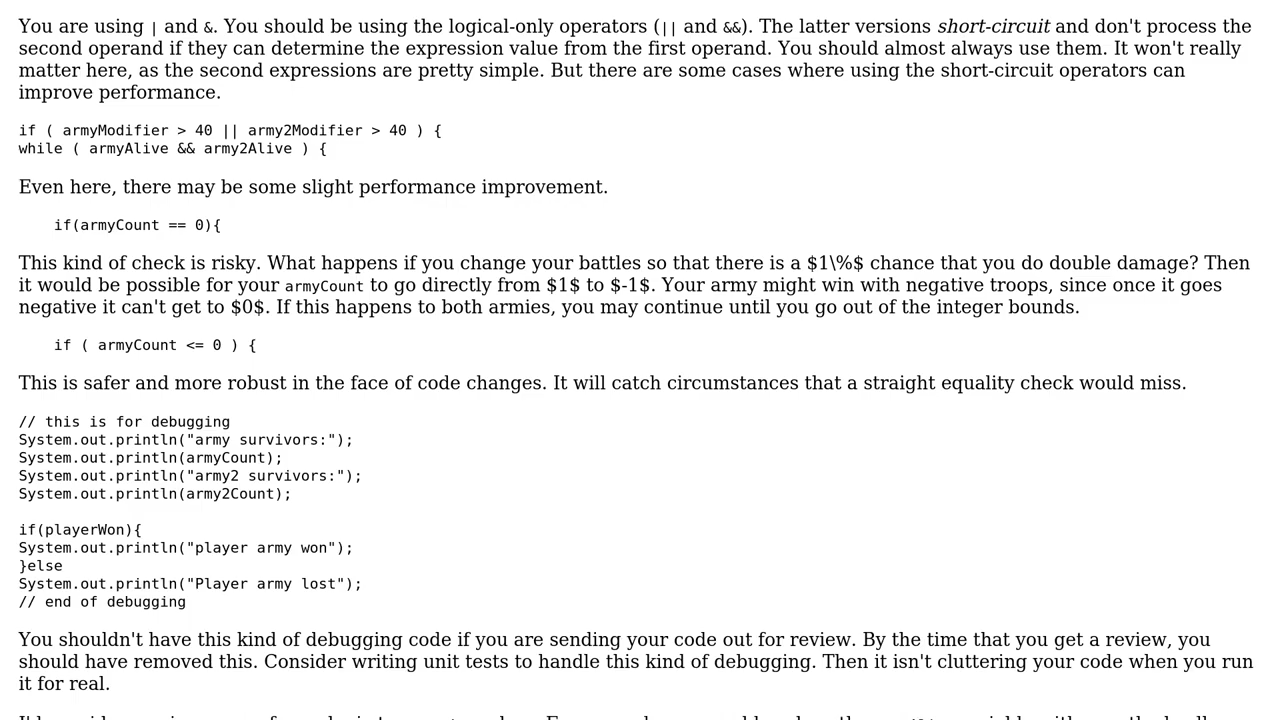 You are using | and &. You should be using the logical-only operators (|| and &&). The latter versions short-circuit and don't process the
second operand if they can determine the expression value from the first operand. You should almost always use them. It won't really
matter here, as the second expressions are pretty simple. But there are some cases where using the short-circuit operators can
improve performance.
if ( armyModifier > 40 || army2Modifier > 40 ) {
while ( armyAlive && army2Alive ) {
Even here, there may be some slight performance improvement.
if(armyCount == 0){
This kind of check is risky. What happens if you change your battles so that there is a $1\%$ chance that you do double damage? Then
it would be possible for your armyCount to go directly from $1$ to $-1$. Your army might win with negative troops, since once it goes
negative it can't get to $0$. If this happens to both armies, you may continue until you go out of the integer bounds.
if ( armyCount <= 0 ) {
This is safer and more robust in the face of code changes. It will catch circumstances that a straight equality check would miss.
// this is for debugging
System.out.println("army survivors:");
System.out.println(armyCount);
System.out.println("army2 survivors:");
System.out.println(army2Count);
if(playerWon){
System.out.println("player army won");
}else
System.out.println("Player army lost");
// end of debugging
You shouldn't have this kind of debugging code if you are sending your code out for review. By the time that you get a review, you
should have removed this. Consider writing unit tests to handle this kind of debugging. Then it isn't cluttering your code when you run
it for real.